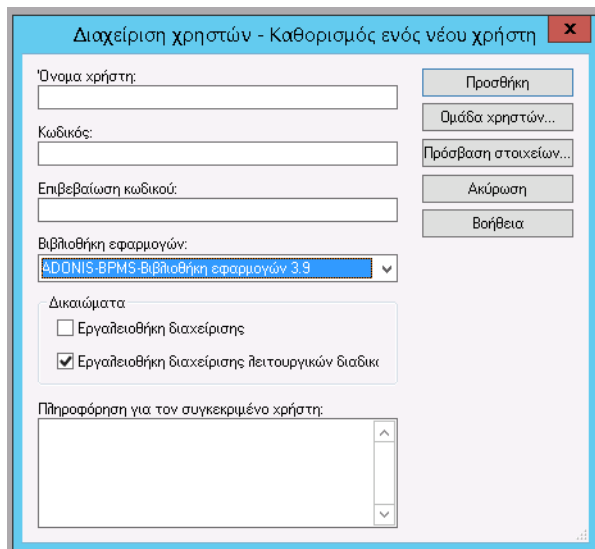 Διαχείριση χρηστών - Καθορισμός ενός νέου χρήστη
x
Όνομα χρήστη:
Κωδικός:
Επιβεβαίωση κωδικού:
Βιβλιοθήκη εφαρμογών:
ADONIS-BPMS-Βιβλιοθήκη εφαρμογών 3.9
Δικαιώματα
Εργαλειοθήκη διαχείρισης
Εργαλειοθήκη διαχείρισης λειτουργικών διαδικα
Πληροφόρηση για τον συγκεκριμένο χρήστη:
Προσθήκη
Ομάδα χρηστών...
Πρόσβαση στοιχείων...
Ακύρωση
Βοήθεια